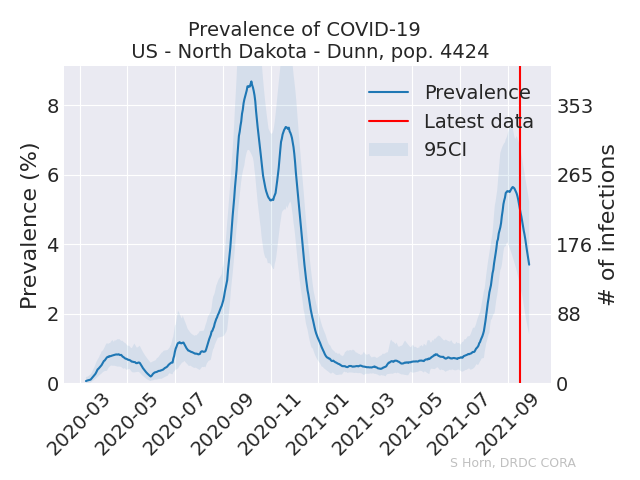 Prevalence of COVID-19
US - North Dakota - Dunn, pop. 4424
Prevalence
Latest data
95CI
Prevalence (%)
8
6
4
2
0
353
265
176
88
0
# of infections
2020-03
2020-05
2020-07
2020-09
2020-11
2021-01
2021-03
2021-05
2021-07
2021-09
S Horn, DRDC CORA